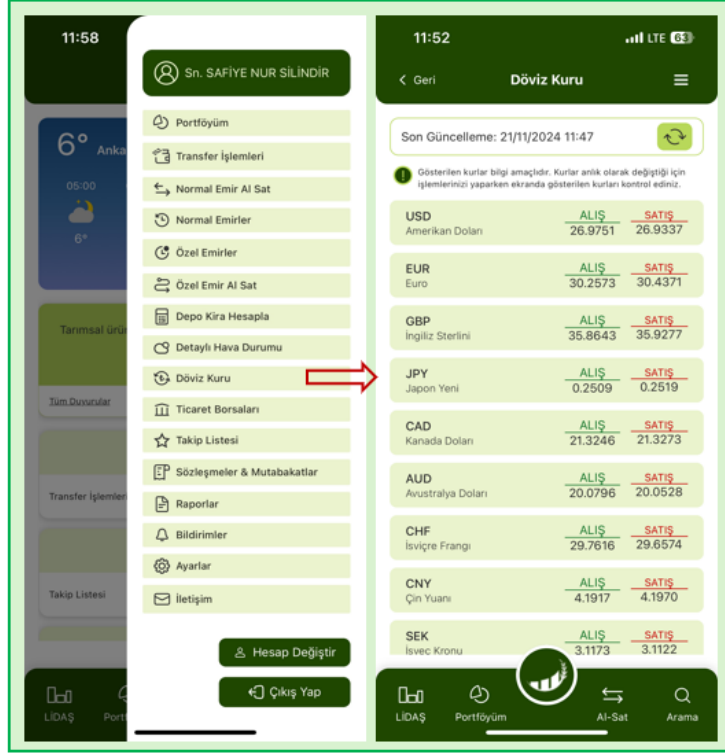 11:58
Sn. SAFİYE NUR SİLİNDİR
6° Anka
05:00
6°
Tarımsal ürü
Tüm Duyurular
Transfer İşlemler
Takip Listesi
LİDAŞ
Port
Portföyüm
Transfer İşlemleri
Normal Emir Al Sat
Normal Emirler
Özel Emirler
Özel Emir Al Sat
Depo Kira Hesapla
Detaylı Hava Durumu
Döviz Kuru
Ticaret Borsaları
Takip Listesi
Sözleşmeler & Mutabakatlar
Raporlar
Bildirimler
Ayarlar
İletişim
Hesap Değiştir
Çıkış Yap
11:52
LTE 63
Geri
Döviz Kuru
Son Güncelleme: 21/11/2024 11:47
Gösterilen kurlar bilgi amaçlıdır. Kurlar anlık olarak değiştiği için
işlemlerinizi yaparken ekranda gösterilen kurları kontrol ediniz.
USD ALIŞ SATIŞ
Amerikan Doları 26.9751 26.9337
EUR ALIŞ SATIŞ
Euro 30.2573 30.4371
GBP ALIŞ SATIŞ
İngiliz Sterlini 35.8643 35.9277
JPY ALIŞ SATIŞ
Japon Yeni 0.2509 0.2519
CAD ALIŞ SATIŞ
Kanada Doları 21.3246 21.3273
AUD ALIŞ SATIŞ
Avustralya Doları 20.0796 20.0528
CHF ALIŞ SATIŞ
İsviçre Frangı 29.7616 29.6574
CNY ALIŞ SATIŞ
Çin Yuanı 4.1917 4.1970
SEK ALIŞ SATIŞ
İsveç Kronu 3.1173 3.1122
LİDAŞ
Portföyüm
Al-Sat
Arama